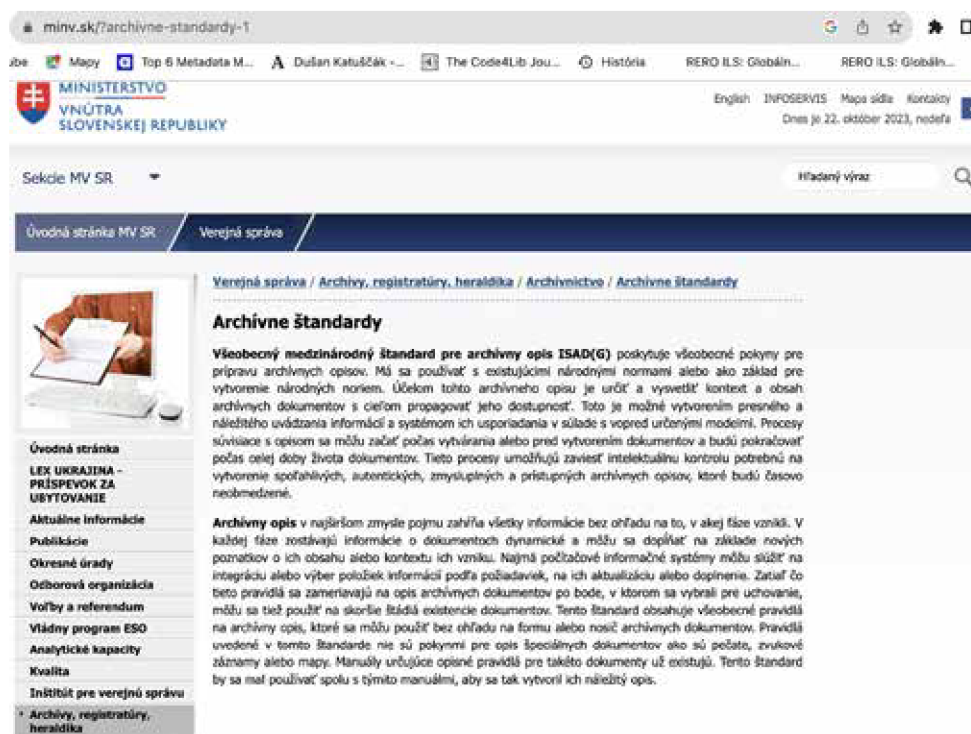 minv.sk/?archivne-standardy-1
Mapy
Top 6 Metadata M...
Dušan Katuščák -...
The Code4Lib Jou...
História
RERO ILS: Globáln...
RERO ILS: Globáln...
MINISTERSTVO
VNÚTRA
SLOVENSKEJ REPUBLIKY
English INFOSERVIS Mapa sídla Kontakty
Dnes je 22. október 2023, nedeľa
Sekcie MV SR
Hľadaný výraz
Úvodná stránka MV SR
Verejná správa
Verejná správa / Archívy, registratúry, heraldika / Archívnictvo / Archívne štandardy
Archívne štandardy
Všeobecný medzinárodný štandard pre archívny opis ISAD(G) poskytuje všeobecné pokyny pre
prípravu archívnych opisov. Má sa používať s existujúcimi národnými normami alebo ako základ pre
vytvorenie národných noriem. Účelom tohto archívneho opisu je určiť a vysvetliť kontext a obsah
archívnych dokumentov s cieľom propagovať jeho dostupnosť. Toto je možné vytvorením presného a
náležitého uvádzania informácií a systémom ich usporiadania v súlade s vopred určenými modelmi. Procesy
súvisiace s opisom sa môžu začať počas vytvárania alebo pred vytvorením dokumentov a budú pokračovať
počas celej doby života dokumentov. Tieto procesy umožňujú zaviesť intelektuálnu kontrolu potrebnú na
vytvorenie spoľahlivých, autentických, zmysluplných a prístupných archívnych opisov, ktoré budú časovo
neobmedzené.
Archívny opis v najširšom zmysle pojmu zahŕňa všetky informácie bez ohľadu na to, v akej fáze vznikli. V
každej fáze zostávajú informácie o dokumentoch dynamické a môžu sa dopĺňať na základe nových
poznatkov o ich obsahu alebo kontextu ich vzniku. Najmä počítačové informačné systémy môžu slúžiť na
integráciu alebo výber položiek informácií podľa požiadaviek, na ich aktualizáciu alebo doplnenie. Zatiaľ čo
tieto pravidlá sa zameriavajú na opis archívnych dokumentov po bode, v ktorom sa vybrali pre uchovanie,
môžu sa tiež použiť na skoršie štádiá existencie dokumentov. Tento štandard obsahuje všeobecné pravidlá
na archívny opis, ktoré sa môžu použiť bez ohľadu na formu alebo nosič archívnych dokumentov. Pravidlá
uvedené v tomto štandarde nie sú pokynmi pre opis špeciálnych dokumentov ako sú pečate, zvukové
záznamy alebo mapy. Manuály určujúce opisné pravidlá pre takéto dokumenty už existujú. Tento štandard
by sa mal používať spolu s týmito manuálmi, aby sa tak vytvoril ich náležitý opis.
Úvodná stránka
LEX UKRAJINA -
PRÍSPEVOK ZA
UBYTOVANIE
Aktuálne informácie
Publikácie
Okresné úrady
Odborová organizácia
Voľby a referendum
Vládny program ESO
Analytické kapacity
Kvalita
Inštitút pre verejnú správu
Archívy, registratúry,
heraldika